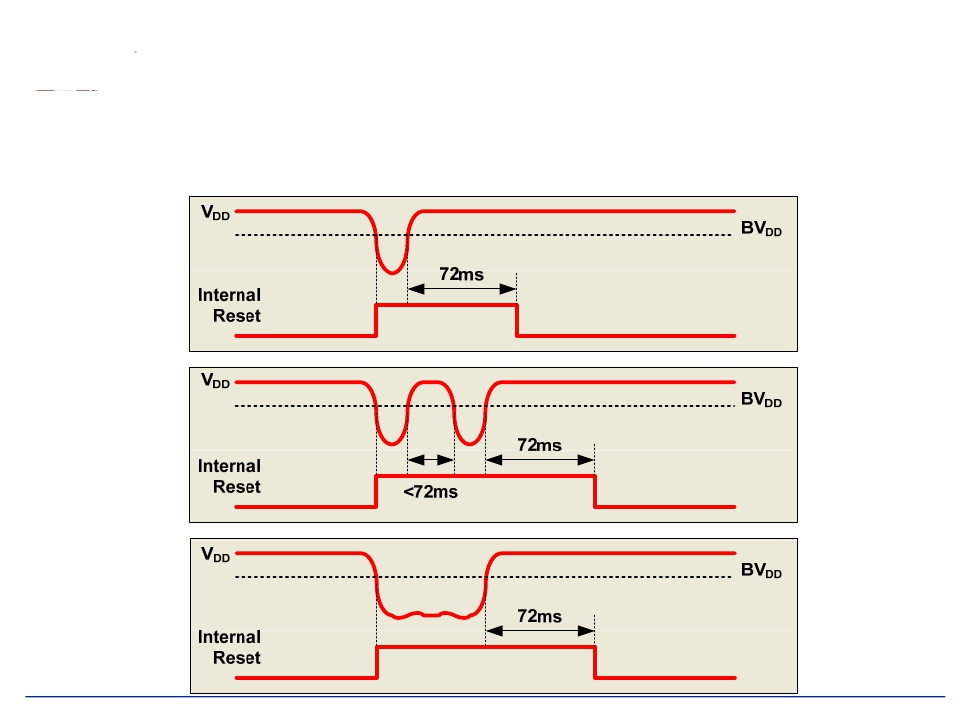 VDD
BVDD
72ms
Internal
Reset
VDD
BVDD
72ms
Internal
Reset
<72ms
VDD
BVDD
72ms
Internal
Reset